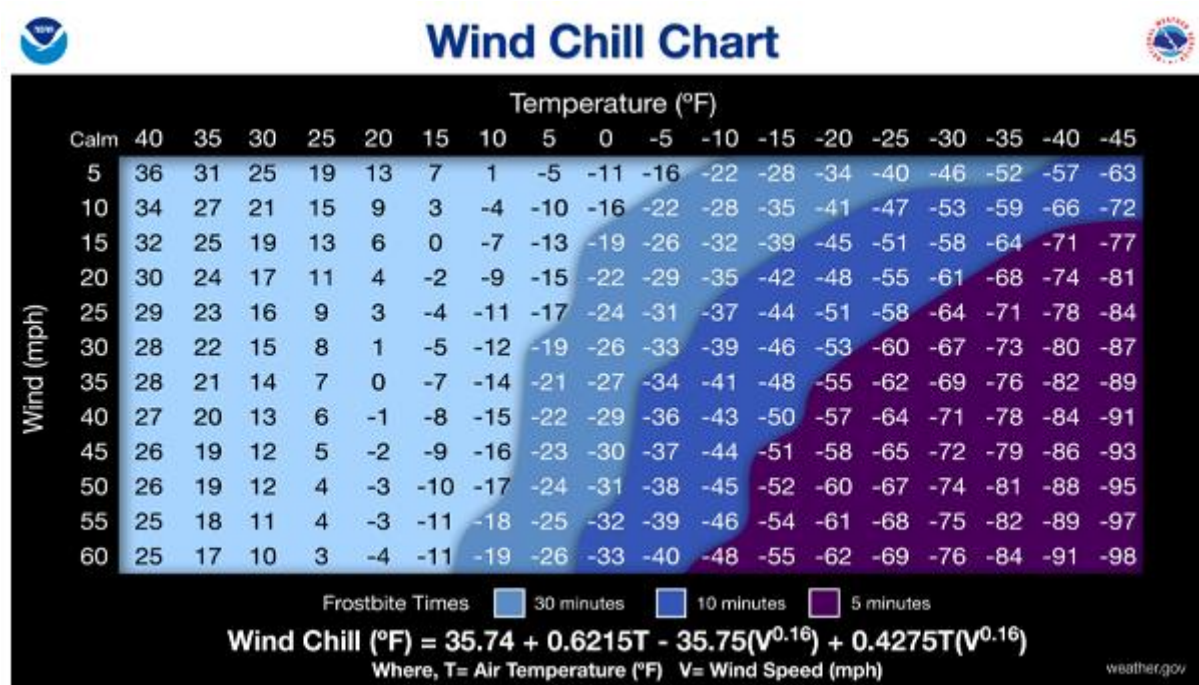 Wind Chill Chart
Temperature (ºF)
Calm 40 35 30 25 20 15 10 5 0 -5 -10 -15 -20 -25 -30 -35 -40 -45
5 36 31 25 19 13 7 1 -5 -11 -16 -22 -28 -34 -40 -46 -52 -57 -63
10 34 27 21 15 9 3 -4 -10 -16 -22 -28 -35 -41 -47 -53 -59 -66 -72
15 32 25 19 13 6 0 -7 -13 -19 -26 -32 -39 -45 -51 -58 -64 -71 -77
20 30 24 17 11 4 -2 -9 -15 -22 -29 -35 -42 -48 -55 -61 -68 -74 -81
25 29 23 16 9 3 -4 -11 -17 -24 -31 -37 -44 -51 -58 -64 -71 -78 -84
30 28 22 15 8 1 -5 -12 -19 -26 -33 -39 -46 -53 -60 -67 -73 -80 -87
35 28 21 14 7 0 -7 -14 -21 -27 -34 -41 -48 -55 -62 -69 -76 -82 -89
40 27 20 13 6 -1 -8 -15 -22 -29 -36 -43 -50 -57 -64 -71 -78 -84 -91
45 26 19 12 5 -2 -9 -16 -23 -30 -37 -44 -51 -58 -65 -72 -79 -86 -93
50 26 19 12 4 -3 -10 -17 -24 -31 -38 -45 -52 -60 -67 -74 -81 -88 -95
55 25 18 11 4 -3 -11 -18 -25 -32 -39 -46 -54 -61 -68 -75 -82 -89 -97
60 25 17 10 3 -4 -11 -19 -26 -33 -40 -48 -55 -62 -69 -76 -84 -91 -98
Wind (mph)
Frostbite Times 30 minutes 10 minutes 5 minutes
Wind Chill (ºF) = 35.74 + 0.6215T - 35.75(V^0.16) + 0.4275T(V^0.16)
Where, T= Air Temperature (ºF) V= Wind Speed (mph)
weather.gov